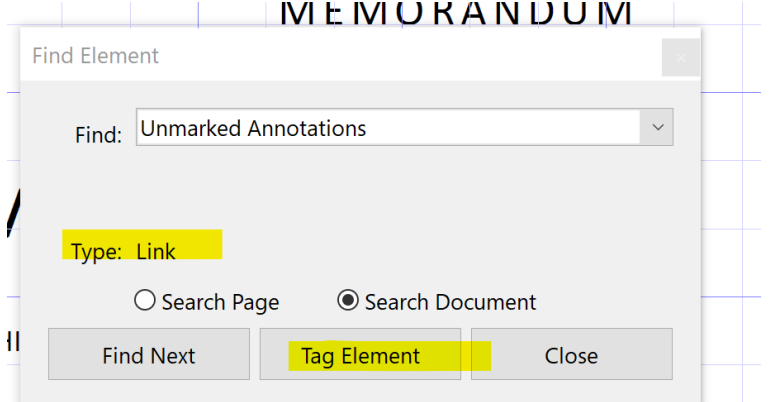 MEMORANDUM
Find Element
Find: Unmarked Annotations
Type: Link
Search Page Search Document
Find Next Tag Element Close